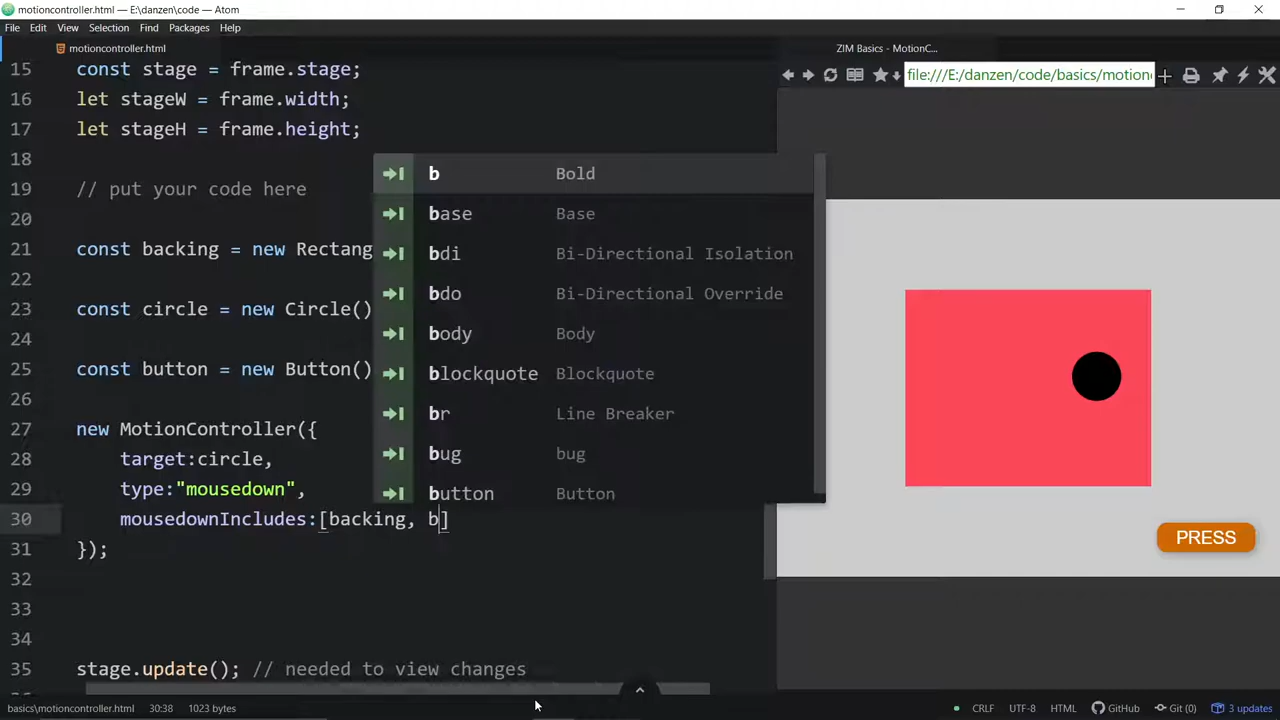 motioncontroller.html — E:\danzen\code — Atom
File Edit View Selection Find Packages Help
motioncontroller.html
ZIM Basics - MotionC...
file:///E:/danzen/code/basics/motion
15 const stage = frame.stage;
16 let stageW = frame.width;
17 let stageH = frame.height;
18
19 // put your code here
20
21 const backing = new Rectang
22
23 const circle = new Circle()
24
25 const button = new Button()
26
27 new MotionController({
28 target:circle,
29 type:"mousedown",
30 mousedownIncludes:[backing, b]
31 });
32
33
34
35 stage.update(); // needed to view changes
b Bold
base Base
bdi Bi-Directional Isolation
bdo Bi-Directional Override
body Body
blockquote Blockquote
br Line Breaker
bug bug
button Button
PRESS
basics\motioncontroller.html 30:38 1023 bytes
CRLF UTF-8 HTML GitHub Git (0) 3 updates